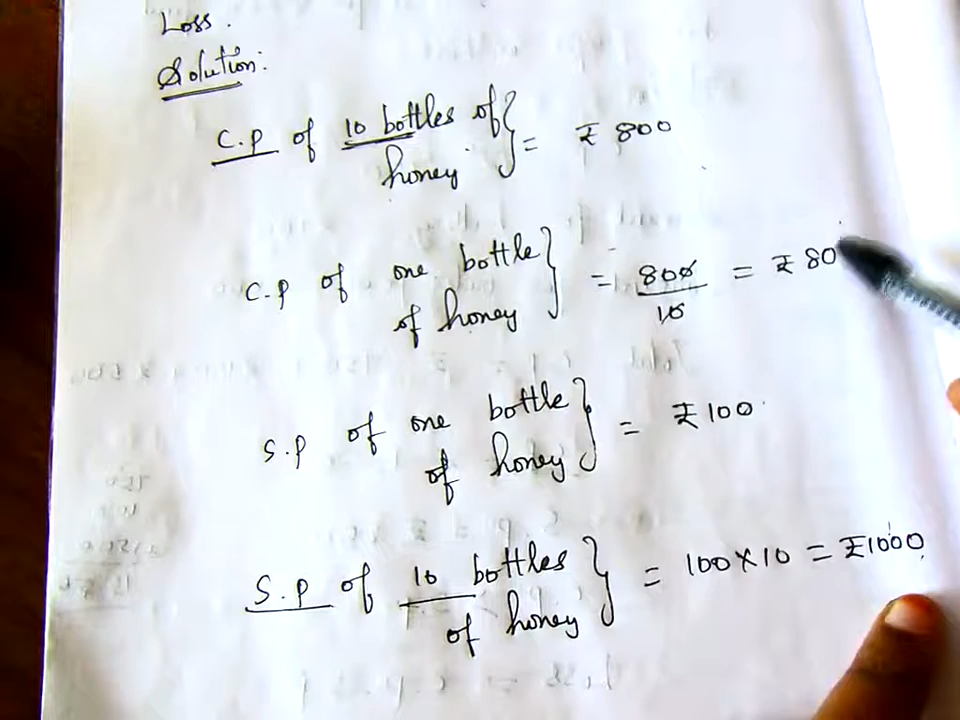 Loss.
Solution:
C.P of 10 bottles of } = ₹ 800
honey
C.P of one bottle } = 800/10 = ₹ 80
of honey
S.P of one bottle } = ₹ 100
of honey
S.P of 10 bottles } = 100 × 10 = ₹ 1000
of honey